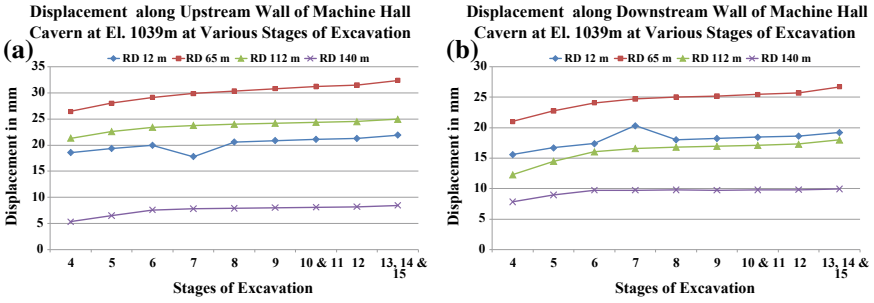 Displacement along Upstream Wall of Machine Hall
Cavern at El. 1039m at Various Stages of Excavation
(a)
RD 12 m RD 65 m RD 112 m RD 140 m
35
30
25
20
15
10
5
0
Displacement in mm
4 5 6 7 8 9 10 & 11 12 13, 14 &
15
Stages of Excavation
Displacement along Downstream Wall of Machine Hall
Cavern at El. 1039m at Various Stages of Excavation
(b)
RD 12 m RD 65 m RD 112 m RD 140 m
30
25
20
15
10
5
0
Displacement in mm
4 5 6 7 8 9 10 & 11 12 13, 14 &
15
Stages of Excavation